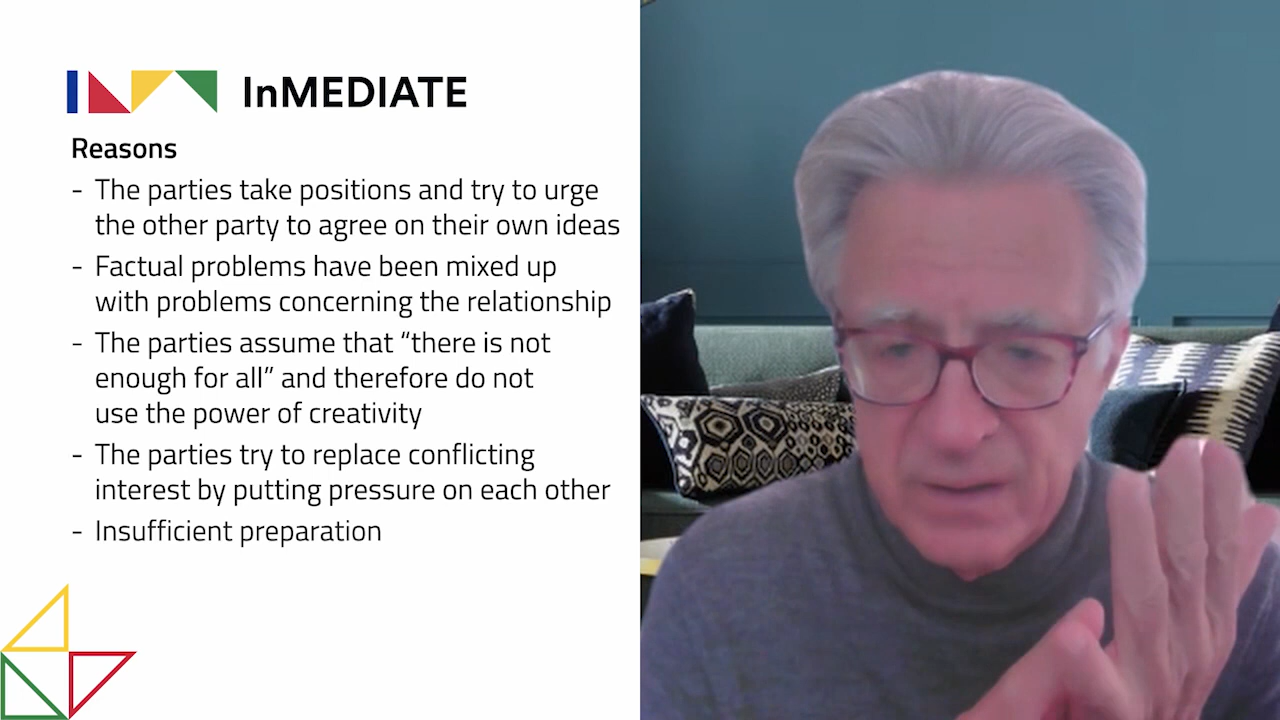 InMEDIATE
Reasons
- The parties take positions and try to urge
the other party to agree on their own ideas
- Factual problems have been mixed up
with problems concerning the relationship
- The parties assume that “there is not
enough for all” and therefore do not
use the power of creativity
- The parties try to replace conflicting
interest by putting pressure on each other
- Insufficient preparation